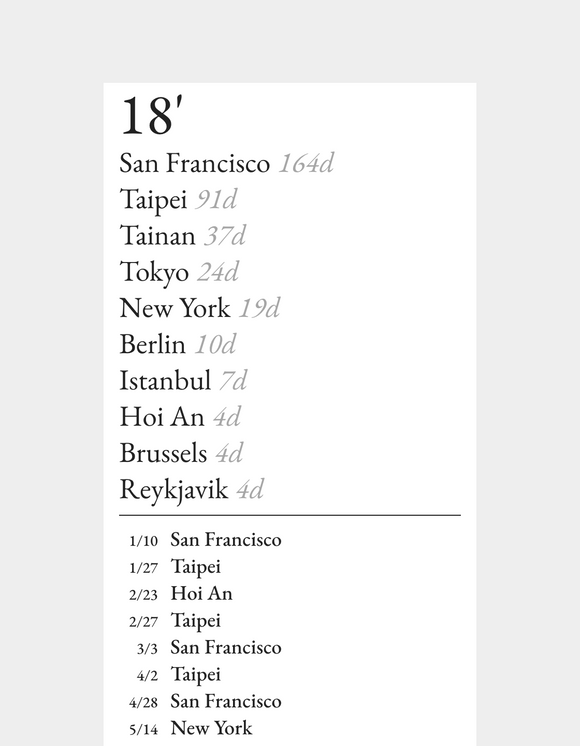 18'
San Francisco 164d
Taipei 91d
Tainan 37d
Tokyo 24d
New York 19d
Berlin 10d
Istanbul 7d
Hoi An 4d
Brussels 4d
Reykjavik 4d
1/10 San Francisco
1/27 Taipei
2/23 Hoi An
2/27 Taipei
3/3 San Francisco
4/2 Taipei
4/28 San Francisco
5/14 New York